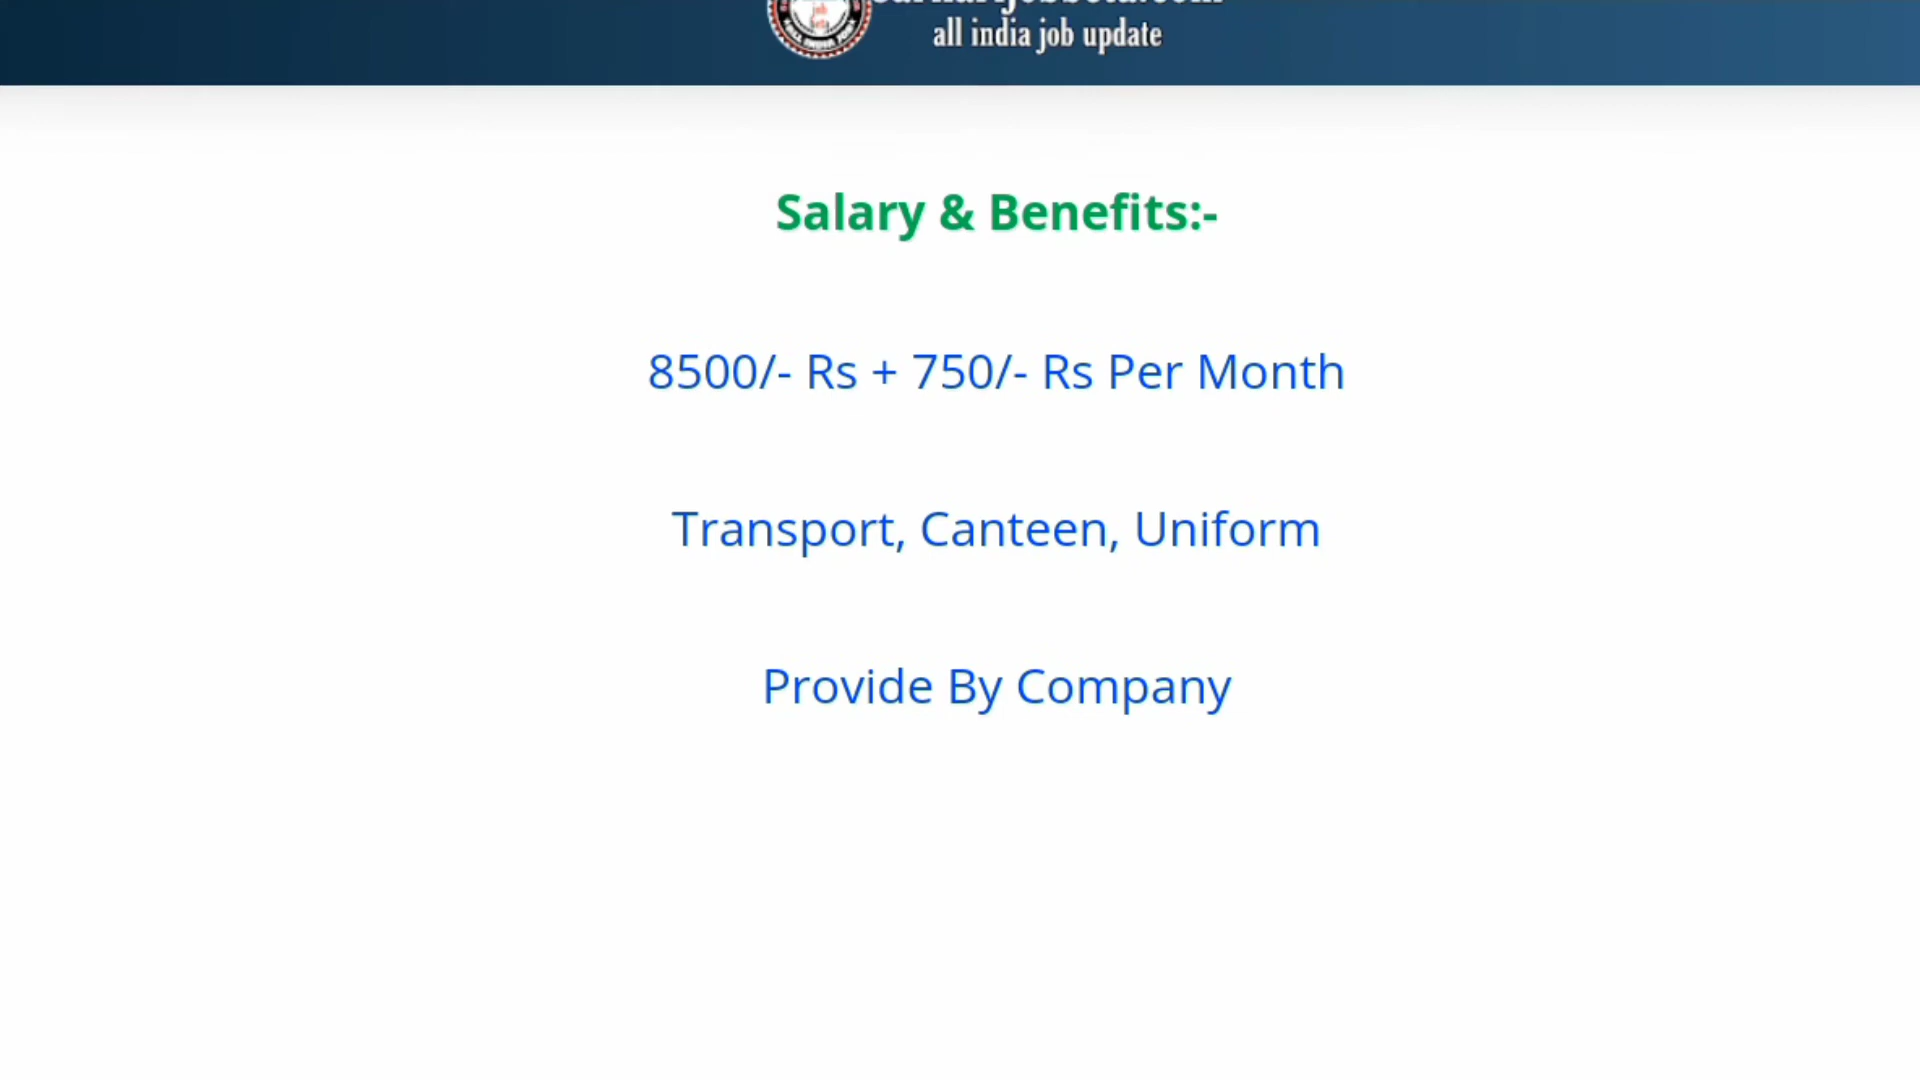 all india job update
Salary & Benefits:-
8500/- Rs + 750/- Rs Per Month
Transport, Canteen, Uniform
Provide By Company